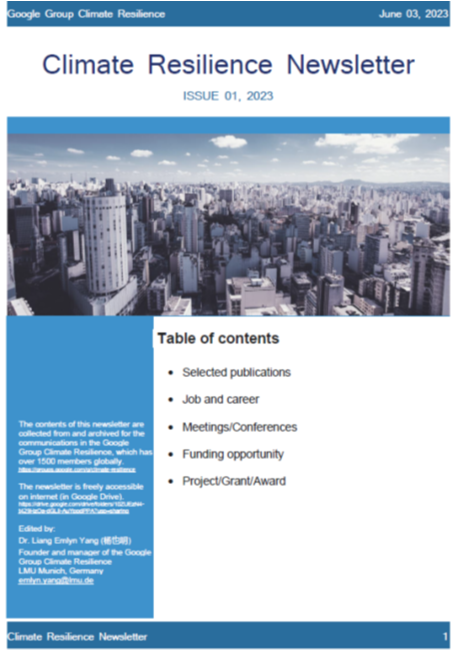 Google Group Climate Resilience June 03, 2023
Climate Resilience Newsletter
ISSUE 01, 2023
Table of contents
• Selected publications
• Job and career
• Meetings/Conferences
• Funding opportunity
• Project/Grant/Award
The contents of this newsletter are
collected from and archived for the
communications in the Google
Group Climate Resilience, which has
over 1500 members globally.
The newsletter is freely accessible
on internet (in Google Drive).
Edited by:
Dr. Liang Emlyn Yang
Founder and manager of the Google
Group Climate Resilience
LMU Munich, Germany
emlyn.yang@lmu.de
Climate Resilience Newsletter 1